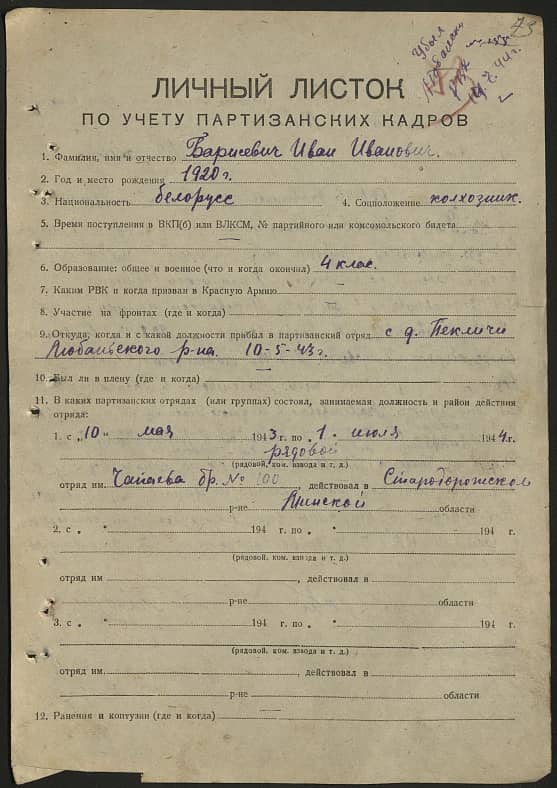 73
Убыл
РВК
ЛИЧНЫЙ ЛИСТОК
ПО УЧЕТУ ПАРТИЗАНСКИХ КАДРОВ
1. Фамилия, имя и отчество Барисевич Иван Иванович.
2. Год и место рождения 1920 г.
3. Национальность белорусс 4. Соцположение колхозник.
5. Время поступления в ВКП(б) или ВЛКСМ, № партийного или комсомольского билета
6. Образование: общее и военное (что и когда окончил) 4 клас.
7. Каким РВК и когда призван в Красную Армию —
8. Участие на фронтах (где и когда) —
9. Откуда, когда и с какой должности прибыл в партизанский отряд с д. Пекличи
Любаньского р-на. 10-5-43 г.
10. Был ли в плену (где и когда) —
11. В каких партизанских отрядах (или группах) состоял, занимаемая должность и район действия
отряда:
1. с „10" мая 1943 г. по „1" июля 1944 г.
рядовой
(рядовой, ком. взвода и т. д.)
отряд им. Чапаева бр. № 100, действовал в Стародорожском
р-не Минской области
2. с „ " 194 г. по „ " 194 г.
(рядовой, ком. взвода и т. д.)
отряд им , действовал в
р-не области
3. с „ " 194 г. по „ " 194 г.
(рядовой, ком. взвода и т. д.)
отряд им , действовал в
р-не области
12. Ранения и контузии (где и когда) —